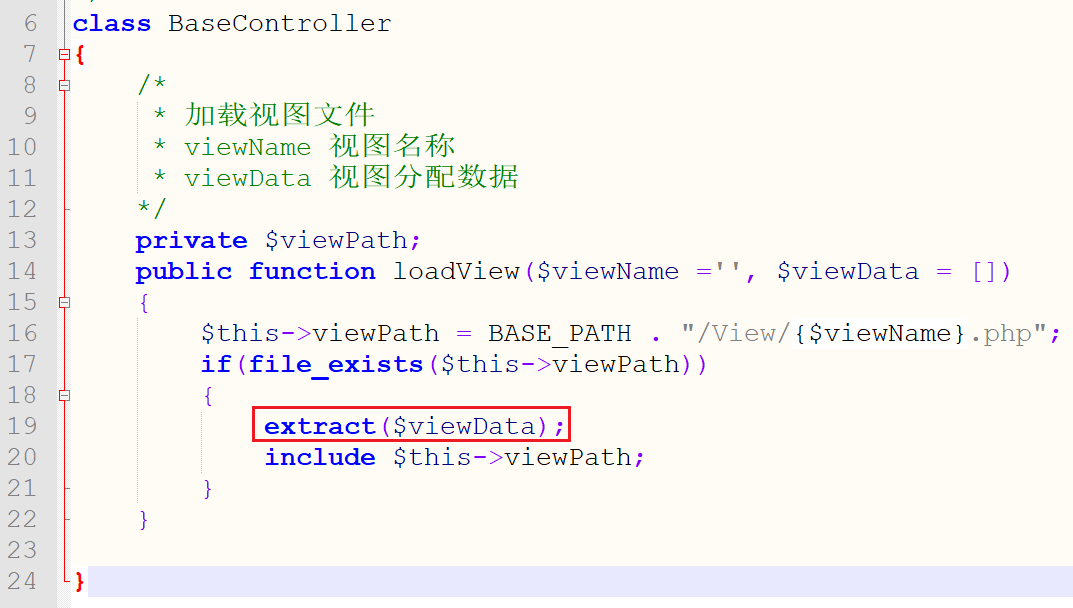 6 class BaseController
7 {
8 /*
9 * 加载视图文件
10 * viewName 视图名称
11 * viewData 视图分配数据
12 */
13 private $viewPath;
14 public function loadView($viewName ='', $viewData = [])
15 {
16 $this->viewPath = BASE_PATH . "/View/{$viewName}.php";
17 if(file_exists($this->viewPath))
18 {
19 extract($viewData);
20 include $this->viewPath;
21 }
22 }
23
24 }